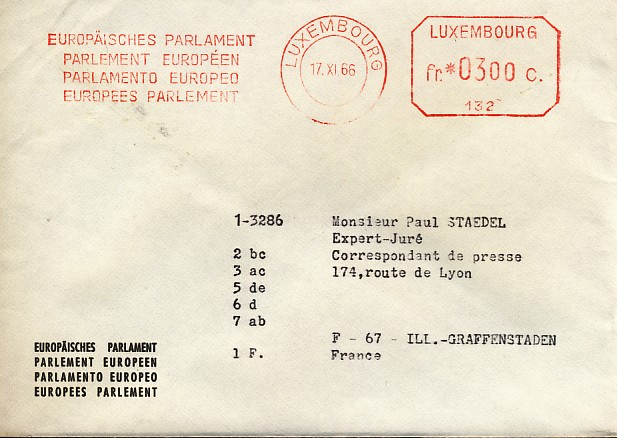 EUROPÄISCHES PARLAMENT
PARLEMENT EUROPÉEN
PARLAMENTO EUROPEO
EUROPEES PARLEMENT
LUXEMBOURG
17.XI.66
LUXEMBOURG
fr.*0300 c.
132
1-3286
2 bc
3 ac
5 de
6 d
7 ab
1 F.
Monsieur Paul STAEDEL
Expert-Juré
Correspondant de presse
174,route de Lyon
F - 67 - ILL.-GRAFFENSTADEN
France
EUROPÄISCHES PARLAMENT
PARLEMENT EUROPEEN
PARLAMENTO EUROPEO
EUROPEES PARLEMENT